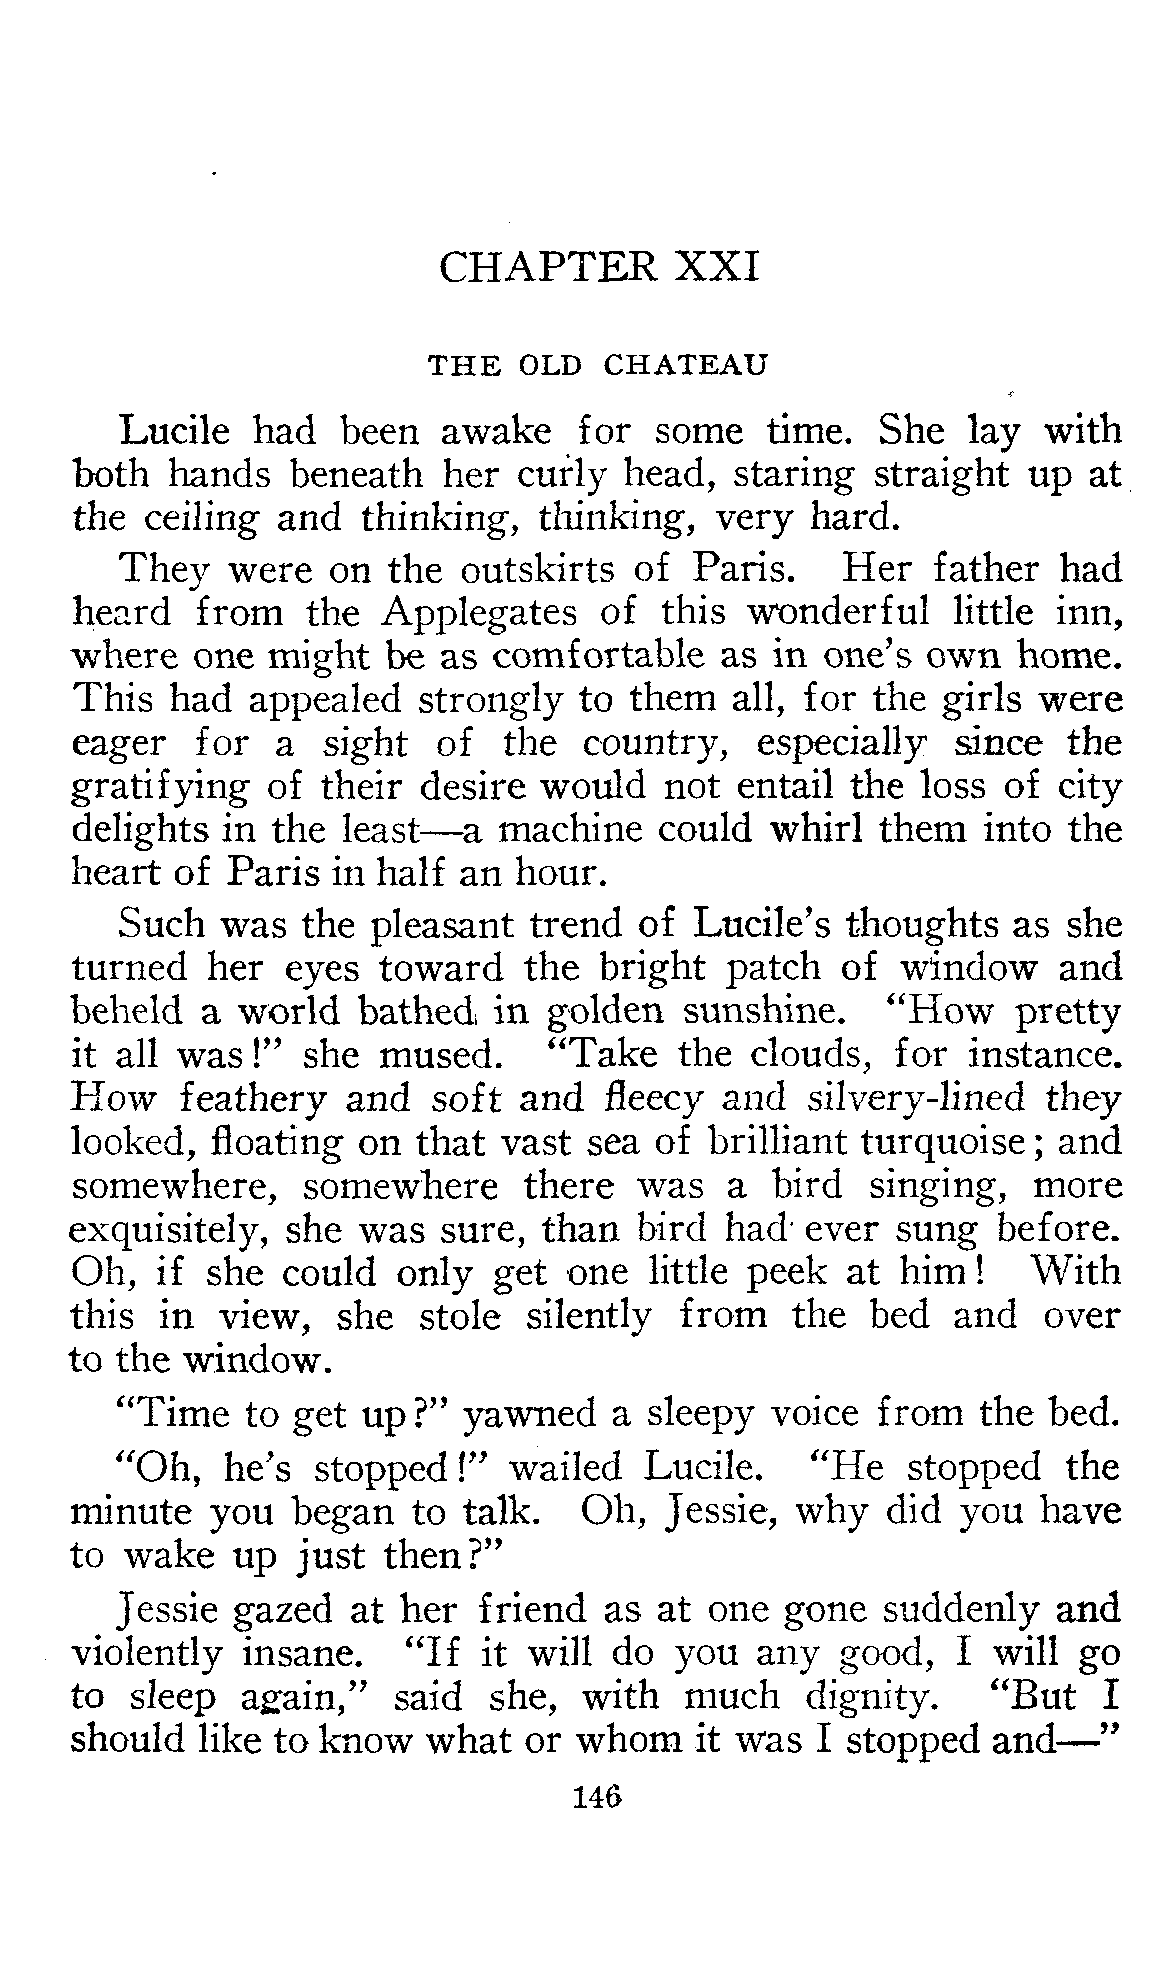 CHAPTER XXI
THE OLD CHATEAU
Lucile had been awake for some time. She lay with
both hands beneath her curly head, staring straight up at
the ceiling and thinking, thinking, very hard.
They were on the outskirts of Paris. Her father had
heard from the Applegates of this wonderful little inn,
where one might be as comfortable as in one's own home.
This had appealed strongly to them all, for the girls were
eager for a sight of the country, especially since the
gratifying of their desire would not entail the loss of city
delights in the least—a machine could whirl them into the
heart of Paris in half an hour.
Such was the pleasant trend of Lucile's thoughts as she
turned her eyes toward the bright patch of window and
beheld a world bathed in golden sunshine. "How pretty
it all was!" she mused. "Take the clouds, for instance.
How feathery and soft and fleecy and silvery-lined they
looked, floating on that vast sea of brilliant turquoise; and
somewhere, somewhere there was a bird singing, more
exquisitely, she was sure, than bird had ever sung before.
Oh, if she could only get one little peek at him! With
this in view, she stole silently from the bed and over
to the window.
"Time to get up?" yawned a sleepy voice from the bed.
"Oh, he's stopped!" wailed Lucile. "He stopped the
minute you began to talk. Oh, Jessie, why did you have
to wake up just then?"
Jessie gazed at her friend as at one gone suddenly and
violently insane. "If it will do you any good, I will go
to sleep again," said she, with much dignity. "But I
should like to know what or whom it was I stopped and—"
146